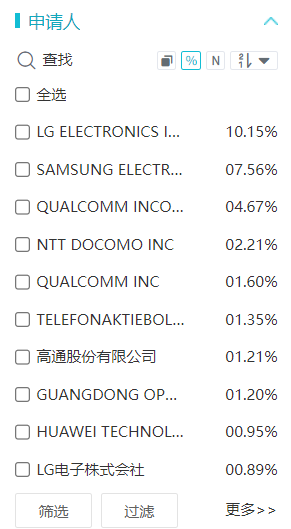 申请人
查找 % N
全选
LG ELECTRONICS I... 10.15%
SAMSUNG ELECTR... 07.56%
QUALCOMM INCO... 04.67%
NTT DOCOMO INC 02.21%
QUALCOMM INC 01.60%
TELEFONAKTIEBOL... 01.35%
高通股份有限公司 01.21%
GUANGDONG OP... 01.20%
HUAWEI TECHNOL... 00.95%
LG电子株式会社 00.89%
筛选 过滤 更多>>